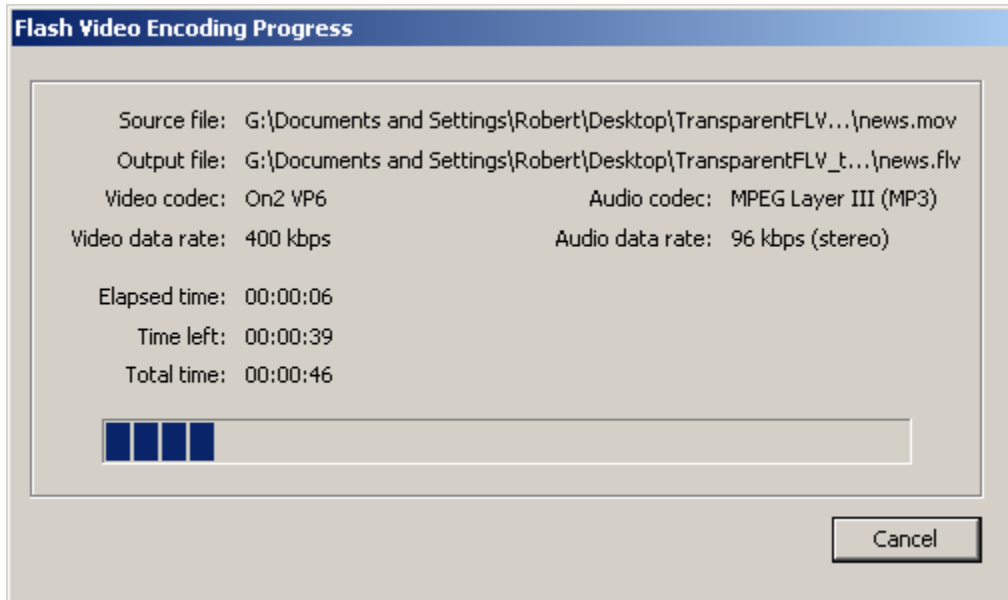 Flash Video Encoding Progress
Source file: G:\Documents and Settings\Robert\Desktop\TransparentFLV...\news.mov
Output file: G:\Documents and Settings\Robert\Desktop\TransparentFLV_t...\news.flv
Video codec: On2 VP6 Audio codec: MPEG Layer III (MP3)
Video data rate: 400 kbps Audio data rate: 96 kbps (stereo)
Elapsed time: 00:00:06
Time left: 00:00:39
Total time: 00:00:46
Cancel